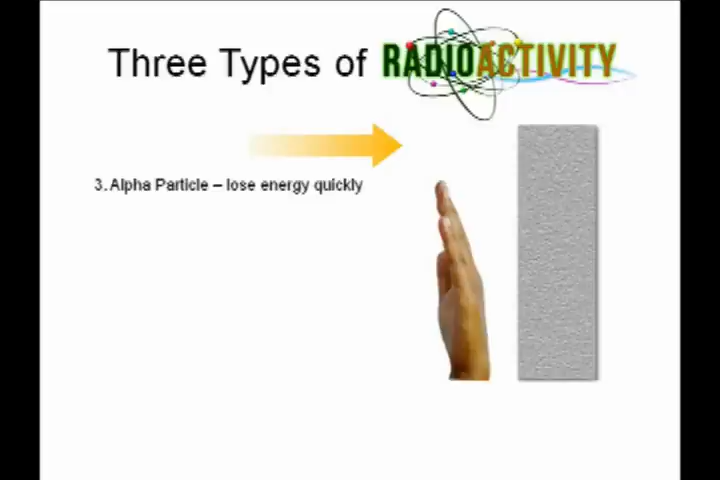 Three Types of RADIOACTIVITY
3. Alpha Particle – lose energy quickly